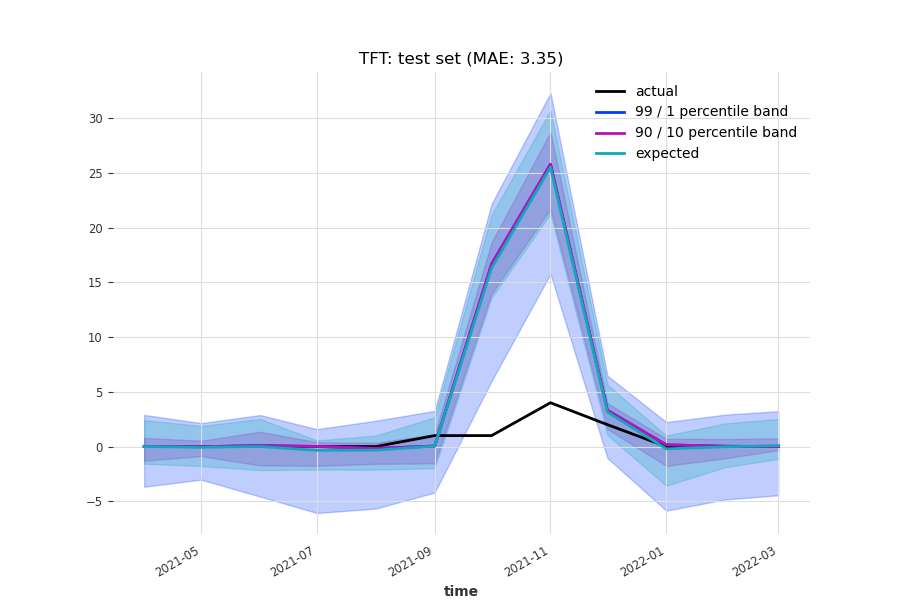 TFT: test set (MAE: 3.35)
actual
99 / 1 percentile band
90 / 10 percentile band
expected
30
25
20
15
10
5
0
−5
2021-05
2021-07
2021-09
2021-11
2022-01
2022-03
time